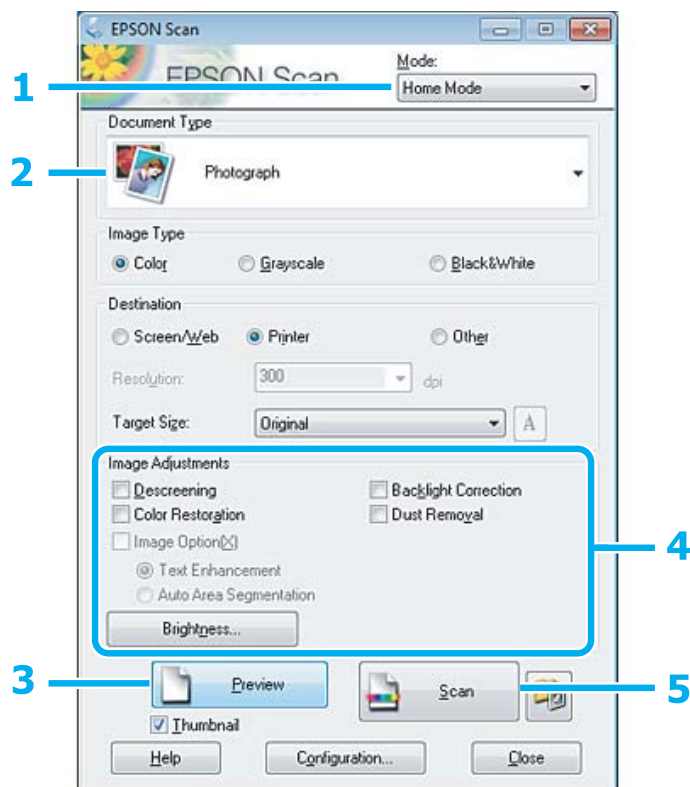 EPSON Scan
EPSON Scan
Mode:
1
Home Mode
Document Type
2
Photograph
Image Type
Color Grayscale Black&White
Destination
Screen/Web Printer Other
Resolution: 300 dpi
Target Size: Original A
Image Adjustments
Descreening Backlight Correction
Color Restoration Dust Removal
Image Option(X)
4
Text Enhancement
Auto Area Segmentation
Brightness...
3 Preview Scan 5
Thumbnail
Help Configuration... Close